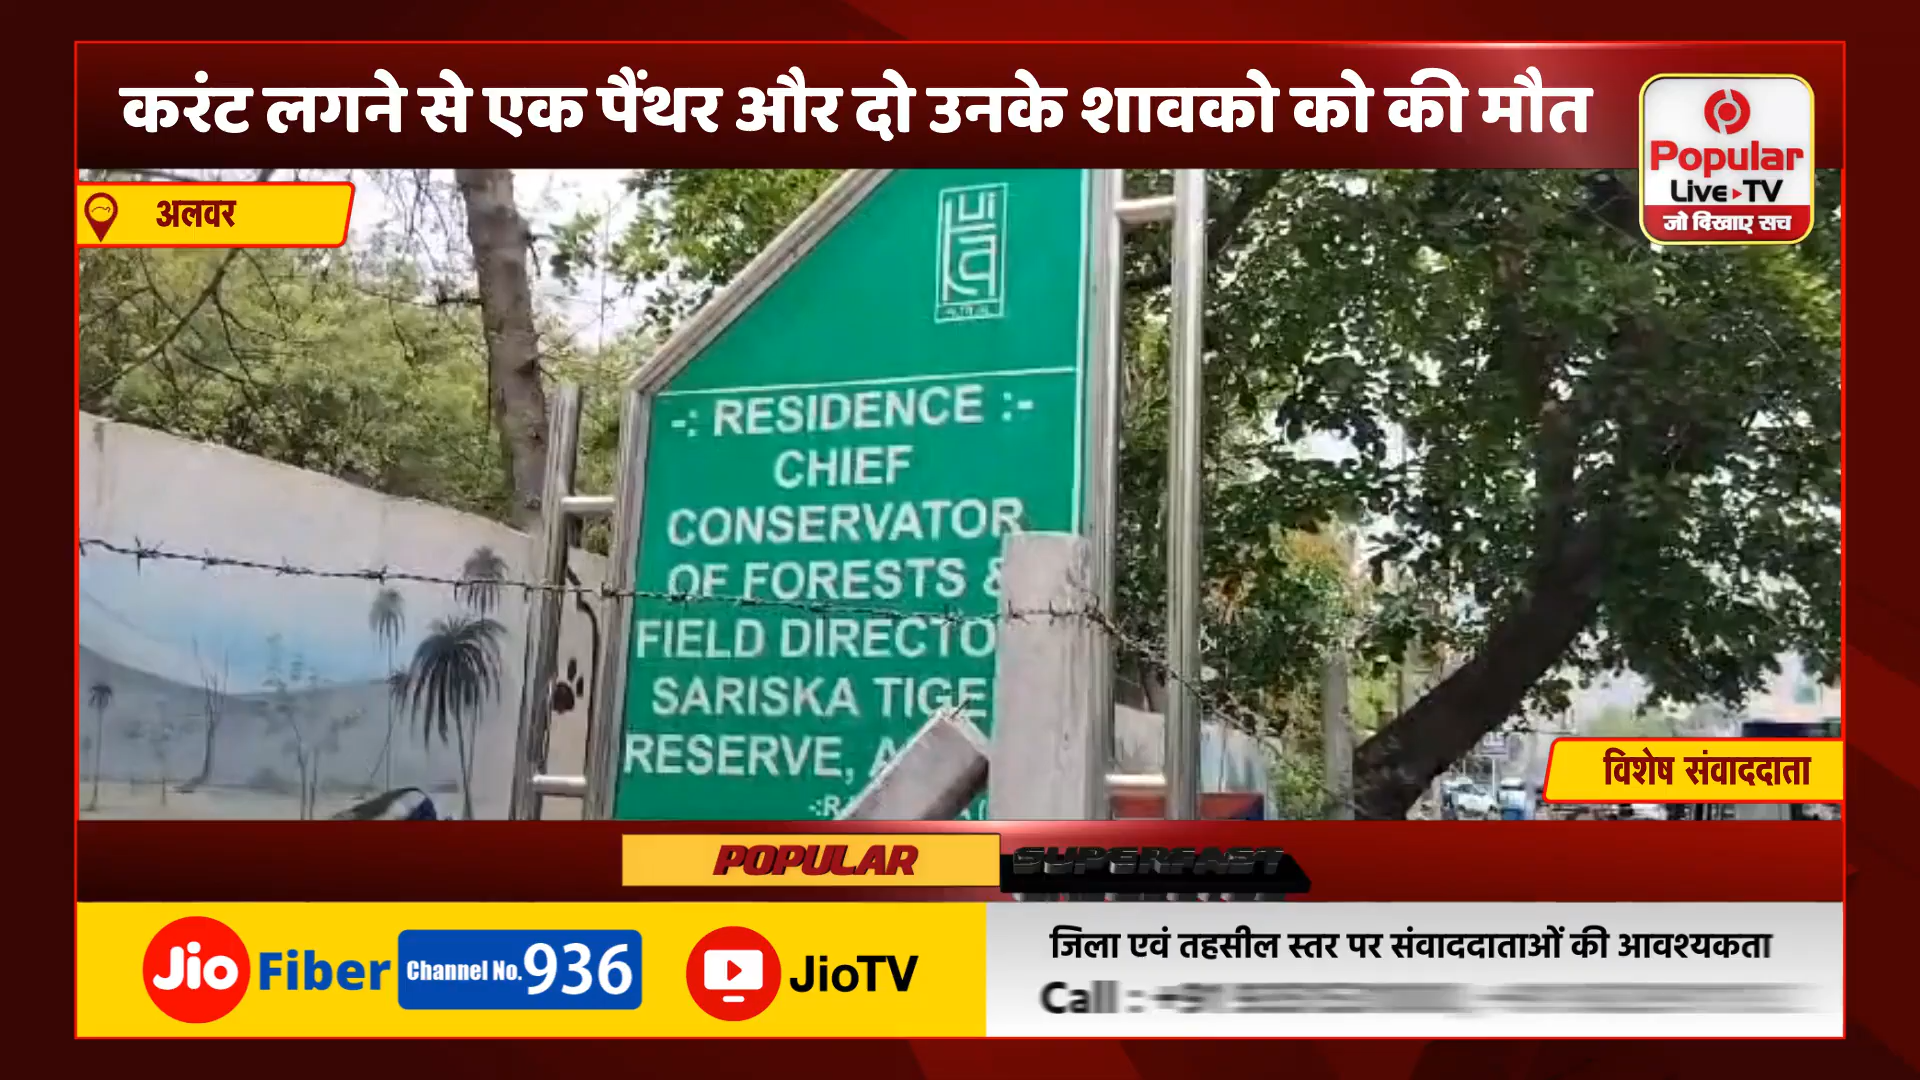 करंट लगने से एक पैंथर और दो उनके शावको को की मौत
Popular
Live TV
जो दिखाए सच
अलवर
-: RESIDENCE :-
CHIEF
CONSERVATOR
OF FORESTS &
FIELD DIRECTO
SARISKA TIGE
RESERVE, A
विशेष संवाददाता
POPULAR SUPERFAST
Jio Fiber Channel No. 936 JioTV
जिला एवं तहसील स्तर पर संवाददाताओं की आवश्यकता
Call : +91